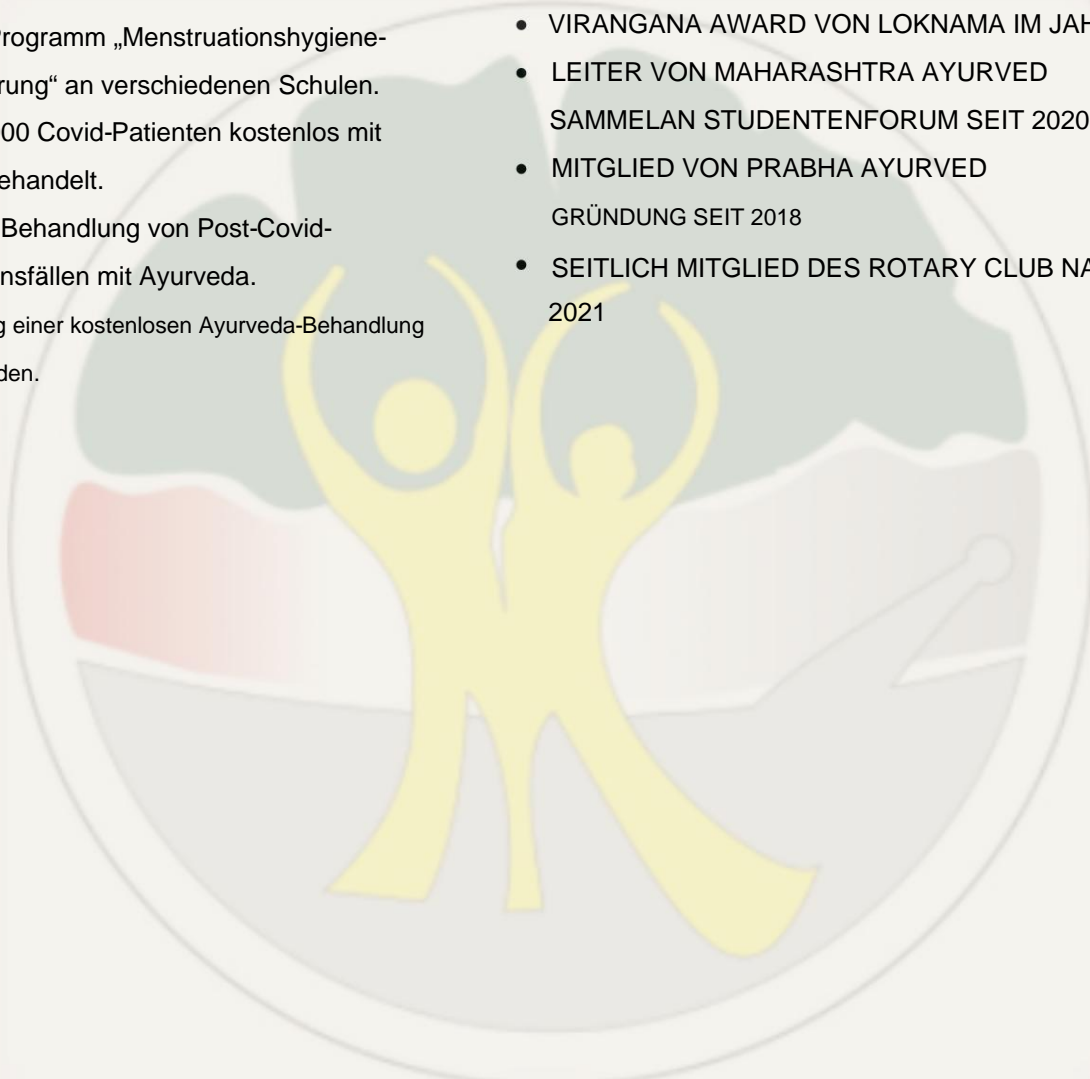 rogramm „Menstruationshygiene-
rung“ an verschiedenen Schulen.
00 Covid-Patienten kostenlos mit
ehandelt.
Behandlung von Post-Covid-
nsfällen mit Ayurveda.
g einer kostenlosen Ayurveda-Behandlung
den.
• VIRANGANA AWARD VON LOKNAMA IM JAH
• LEITER VON MAHARASHTRA AYURVED
SAMMELAN STUDENTENFORUM SEIT 2020
• MITGLIED VON PRABHA AYURVED
GRÜNDUNG SEIT 2018
• SEITLICH MITGLIED DES ROTARY CLUB NA
2021